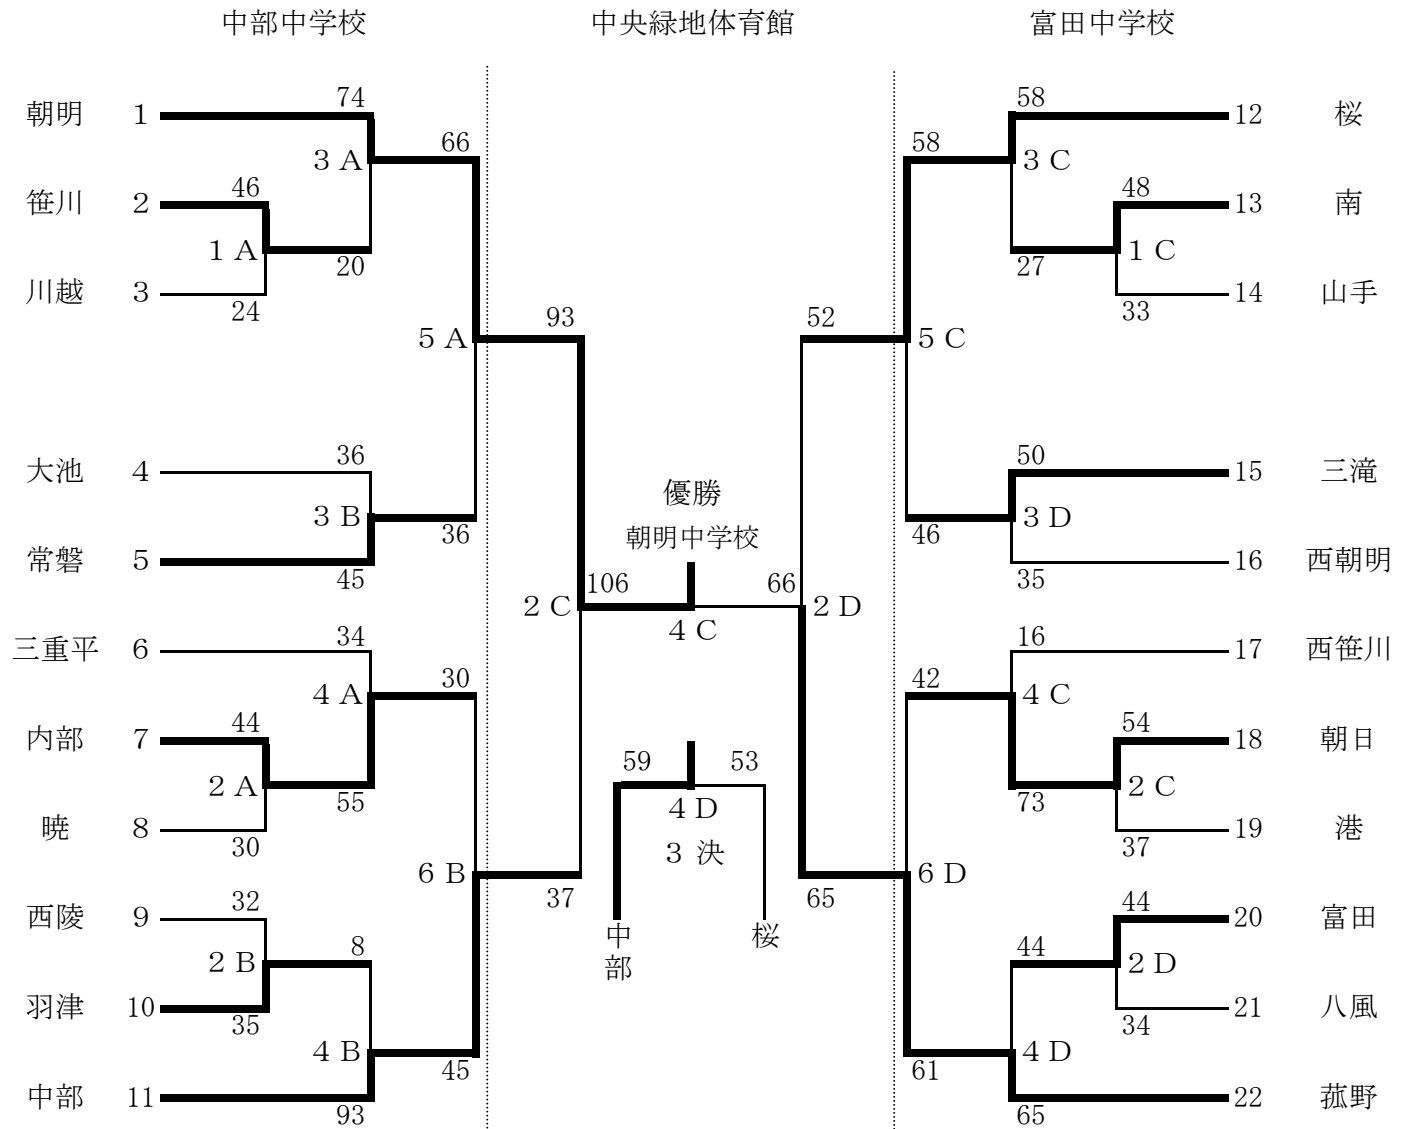 中部中学校 中央緑地体育館 富田中学校
74 58
朝明 1 12 桜
66 58
3 A 3 C
46 48
笹川 2 13 南
1 A 1 C
20 27
川越 3 14 山手
24 33
93 52
5 A 5 C
36 50
大池 4 15 三滝
優勝
3 B 3 D
36 朝明中学校 46
常磐 5 16 西朝明
45 35
106 66
2 C 2 D
4 C
34 16
三重平 6 17 西笹川
30 42
4 A 4 C
44 54
内部 7 18 朝日
59 53
2 A 2 C
55 73
4 D
暁 8 19 港
30 37
3 決
6 B 6 D
37 65
32 44
西陵 9 20 富田
中部 桜
8 44
2 B 2 D
羽津 10 21 八風
35 34
4 B 4 D
45 61
中部 11 22 菰野
93 65